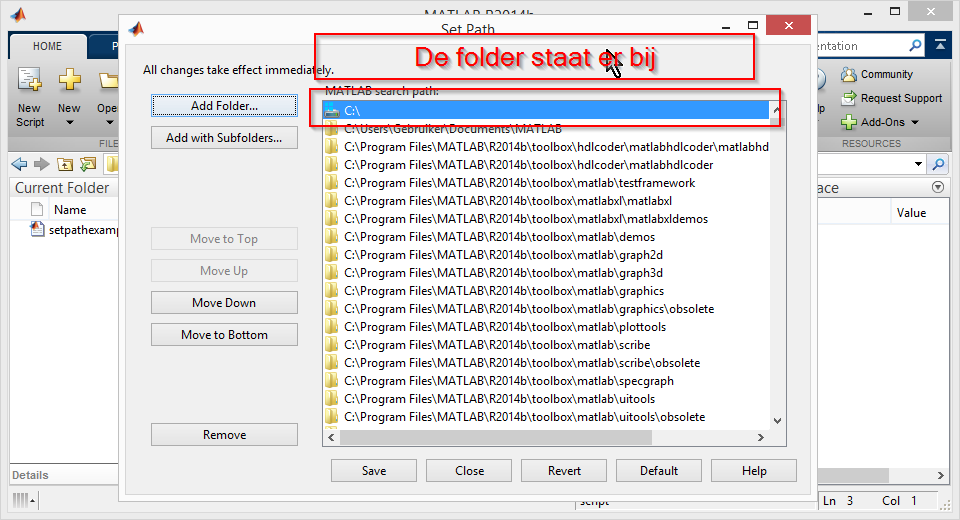 MATLAB R2014b
Set Path
HOME
P
entation
New Script
New
Open
FILE
Community
Request Support
Add-Ons
RESOURCES
De folder staat er bij
All changes take effect immediately.
MATLAB search path:
Add Folder...
Add with Subfolders...
Move to Top
Move Up
Move Down
Move to Bottom
Remove
C:\
C:\Users\Gebruiker\Documents\MATLAB
C:\Program Files\MATLAB\R2014b\toolbox\hdlcoder\matlabhdlcoder\matlabhd
C:\Program Files\MATLAB\R2014b\toolbox\hdlcoder\matlabhdlcoder
C:\Program Files\MATLAB\R2014b\toolbox\matlab\testframework
C:\Program Files\MATLAB\R2014b\toolbox\matlabxl\matlabxl
C:\Program Files\MATLAB\R2014b\toolbox\matlabxl\matlabxldemos
C:\Program Files\MATLAB\R2014b\toolbox\matlab\demos
C:\Program Files\MATLAB\R2014b\toolbox\matlab\graph2d
C:\Program Files\MATLAB\R2014b\toolbox\matlab\graph3d
C:\Program Files\MATLAB\R2014b\toolbox\matlab\graphics
C:\Program Files\MATLAB\R2014b\toolbox\matlab\graphics\obsolete
C:\Program Files\MATLAB\R2014b\toolbox\matlab\plottools
C:\Program Files\MATLAB\R2014b\toolbox\matlab\scribe
C:\Program Files\MATLAB\R2014b\toolbox\matlab\scribe\obsolete
C:\Program Files\MATLAB\R2014b\toolbox\matlab\specgraph
C:\Program Files\MATLAB\R2014b\toolbox\matlab\uitools
C:\Program Files\MATLAB\R2014b\toolbox\matlab\uitools\obsolete
Save
Close
Revert
Default
Help
Current Folder
Name
setpathexamp
Details
ace
Value
script
Ln 3 Col 1